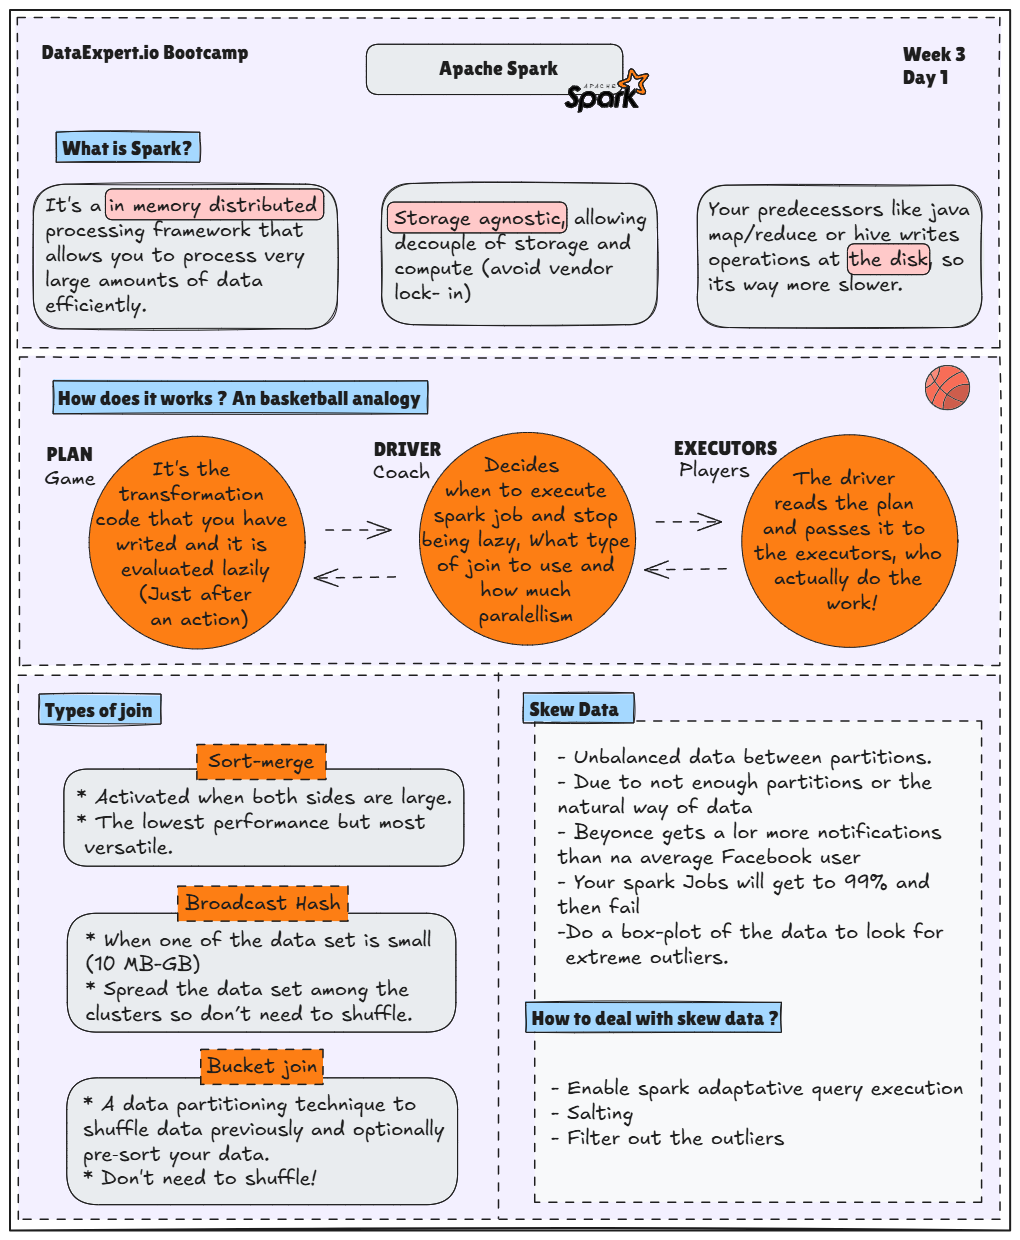 DataExpert.io Bootcamp
Apache Spark
Week 3
Day 1
APACHE
Spark
What is Spark?
It's a in memory distributed
processing framework that
allows you to process very
large amounts of data
efficiently.
Storage agnostic, allowing
decouple of storage and
compute (avoid vendor
lock- in)
Your predecessors like java
map/reduce or hive writes
operations at the disk, so
its way more slower.
How does it works ? An basketball analogy
PLAN
Game
It's the
transformation
code that you have
writed and it is
evaluated lazily
(Just after
an action)
DRIVER
Coach
Decides
when to execute
spark job and stop
being lazy, What type
of join to use and
how much
paralellism
EXECUTORS
Players
The driver
reads the plan
and passes it to
the executors, who
actually do the
work!
Types of join
Sort-merge
* Activated when both sides are large.
* The lowest performance but most
versatile.
Broadcast Hash
* When one of the data set is small
(10 MB-GB)
* Spread the data set among the
clusters so don't need to shuffle.
Bucket join
* A data partitioning technique to
shuffle data previously and optionally
pre-sort your data.
* Don't need to shuffle!
Skew Data
- Unbalanced data between partitions.
- Due to not enough partitions or the
natural way of data
- Beyonce gets a lor more notifications
than na average Facebook user
- Your spark Jobs will get to 99% and
then fail
-Do a box-plot of the data to look for
extreme outliers.
How to deal with skew data ?
- Enable spark adaptative query execution
- Salting
- Filter out the outliers